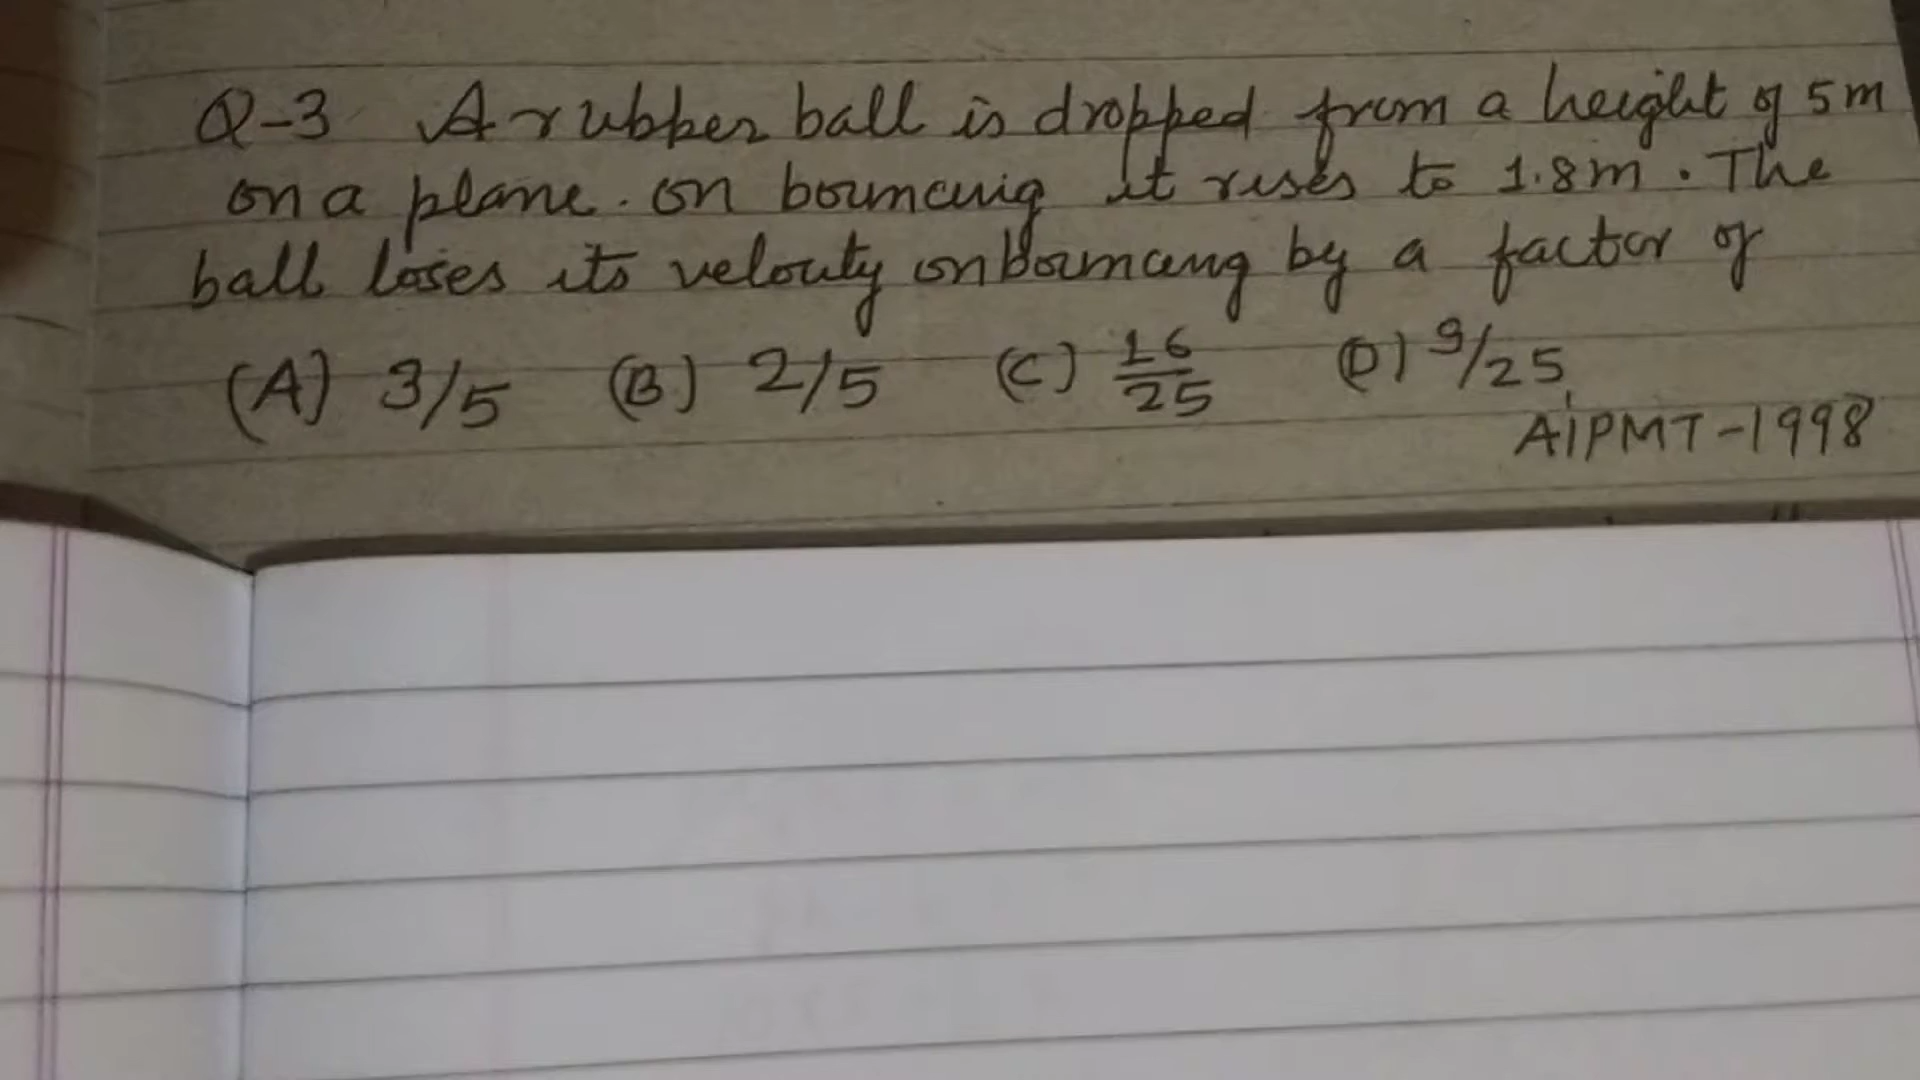 Q-3 A rubber ball is dropped from a height of 5m
on a plane. on bouncing it rises to 1.8m. The
ball loses its velocity on bouncing by a factor of
(A) 3/5 (B) 2/5 (C) 16/25 (D) 9/25
AIPMT-1998